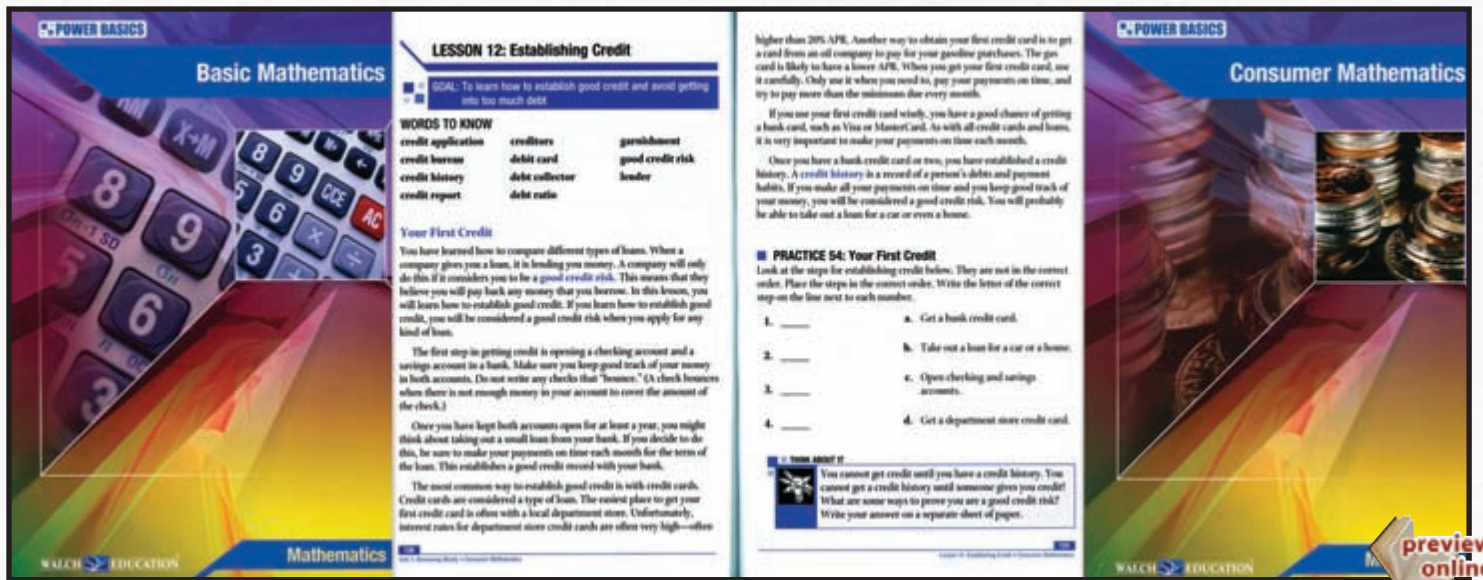 POWER BASICS
Basic Mathematics
WALCH EDUCATION
Mathematics
LESSON 12: Establishing Credit
GOAL: To learn how to establish good credit and avoid getting
into too much debt
WORDS TO KNOW
credit application creditors garnishment
credit bureau debit card good credit risk
credit history debt collector lender
credit report debt ratio
Your First Credit
You have learned how to compare different types of loans. When a
company gives you a loan, it is lending you money. A company will only
do this if it considers you to be a good credit risk. This means that they
believe you will pay back any money that you borrow. In this lesson, you
will learn how to establish good credit. If you learn how to establish good
credit, you will be considered a good credit risk when you apply for any
kind of loan.
The first step in getting credit is opening a checking account and a
savings account in a bank. Make sure you keep good track of your money
in both accounts. Do not write any checks that "bounce." (A check bounces
when there is not enough money in your account to cover the amount of
the check.)
Once you have kept both accounts open for at least a year, you might
think about taking out a small loan from your bank. If you decide to do
this, be sure to make your payments on time each month for the term of
the loan. This establishes a good credit record with your bank.
The most common way to establish good credit is with credit cards.
Credit cards are considered a type of loan. The easiest place to get your
first credit card is often with a local department store. Unfortunately,
interest rates for department store credit cards are often very high—often
higher than 20% APR. Another way to obtain your first credit card is to get
a card from an oil company to pay for your gasoline purchases. The gas
card is likely to have a lower APR. When you get your first credit card, use
it carefully. Only use it when you need to, pay your payments on time, and
try to pay more than the minimum due every month.
If you use your first credit card wisely, you have a good chance of getting
a bank card, such as Visa or MasterCard. As with all credit cards and loans,
it is very important to make your payments on time each month.
Once you have a bank credit card or two, you have established a credit
history. A credit history is a record of a person's debts and payment
habits. If you make all your payments on time and you keep good track of
your money, you will be considered a good credit risk. You will probably
be able to take out a loan for a car or even a home.
PRACTICE 54: Your First Credit
Look at the steps for establishing credit below. They are not in the correct
order. Place the steps in the correct order. Write the letter of the correct
step on the line next to each number.
1. ____ a. Get a bank credit card.
2. ____ b. Take out a loan for a car or a house.
3. ____ c. Open checking and savings
accounts.
4. ____ d. Get a department store credit card.
THINK ABOUT IT
You cannot get credit until you have a credit history. You
cannot get a credit history until someone gives you credit!
What are some ways to prove you are a good credit risk?
Write your answer on a separate sheet of paper.
POWER BASICS
Consumer Mathematics
WALCH EDUCATION
preview
online